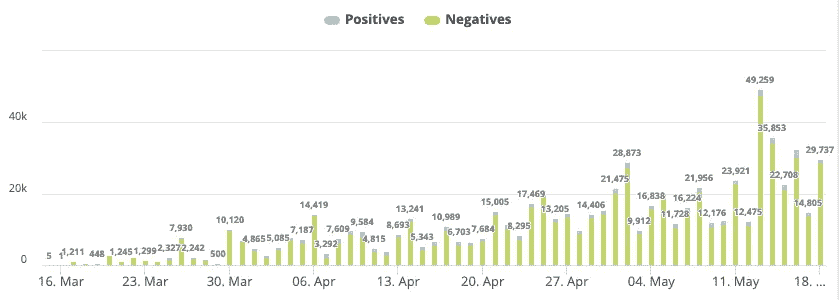 Positives Negatives
49,259
40k
35,853
28,873 29,737
21,475 21,956 23,921 22,708
20k
17,469 16,838 16,224
14,419 15,005 14,406 14,805
13,241 13,205 12,176 12,475
10,120 10,989 11,728
7,930 9,584 9,912
7,187 7,609 8,693 8,295
4,865 5,085 3,292 4,815 5,343 6,703 7,684
5 1 1,211 448 1,245 1,299 2,327 2,242 500
0
16. Mar 23. Mar 30. Mar 06. Apr 13. Apr 20. Apr 27. Apr 04. May 11. May 18. ...